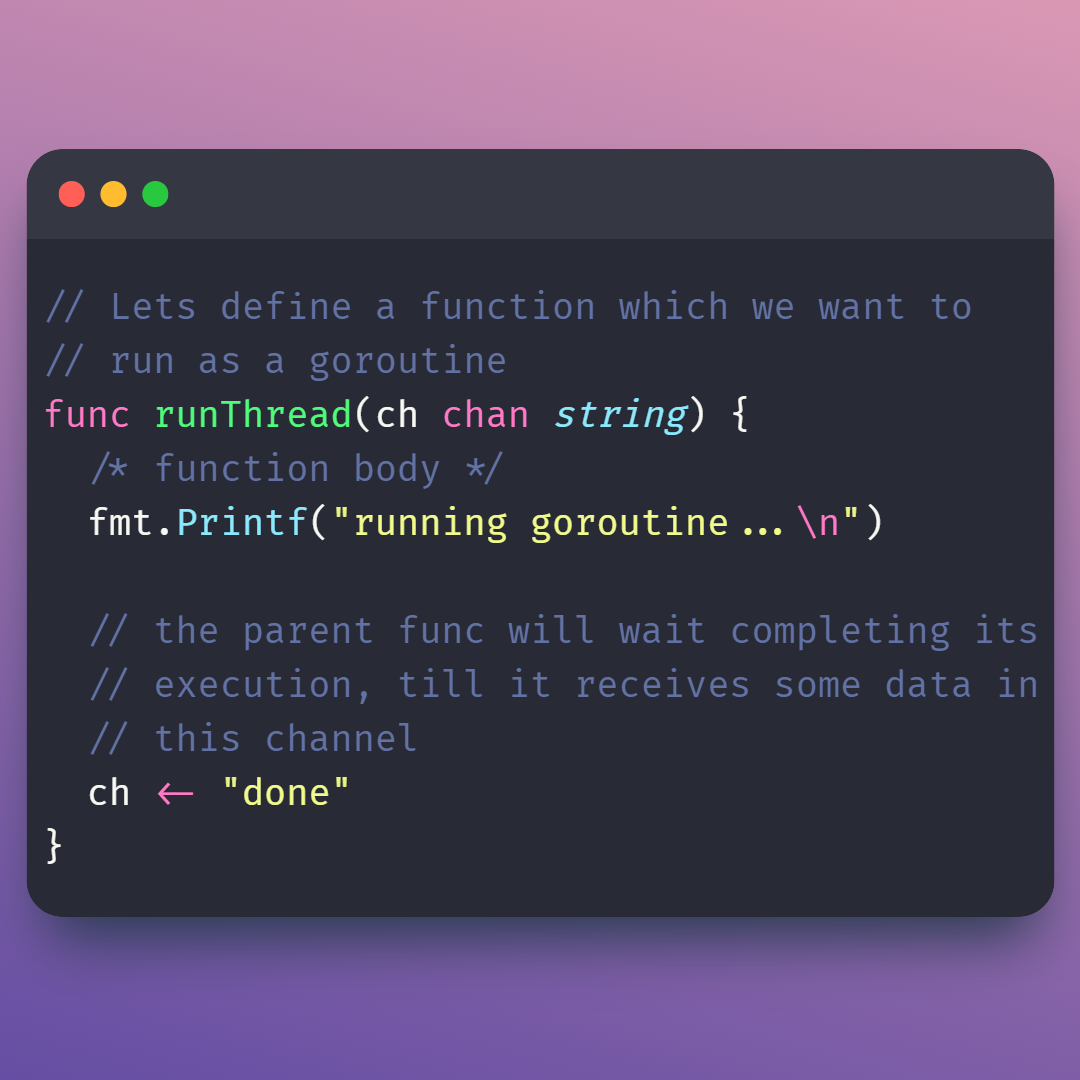 // Lets define a function which we want to
// run as a goroutine
func runThread(ch chan string) {
  /* function body */
  fmt.Printf("running goroutine...\n")

  // the parent func will wait completing its
  // execution, till it receives some data in
  // this channel
  ch <- "done"
}